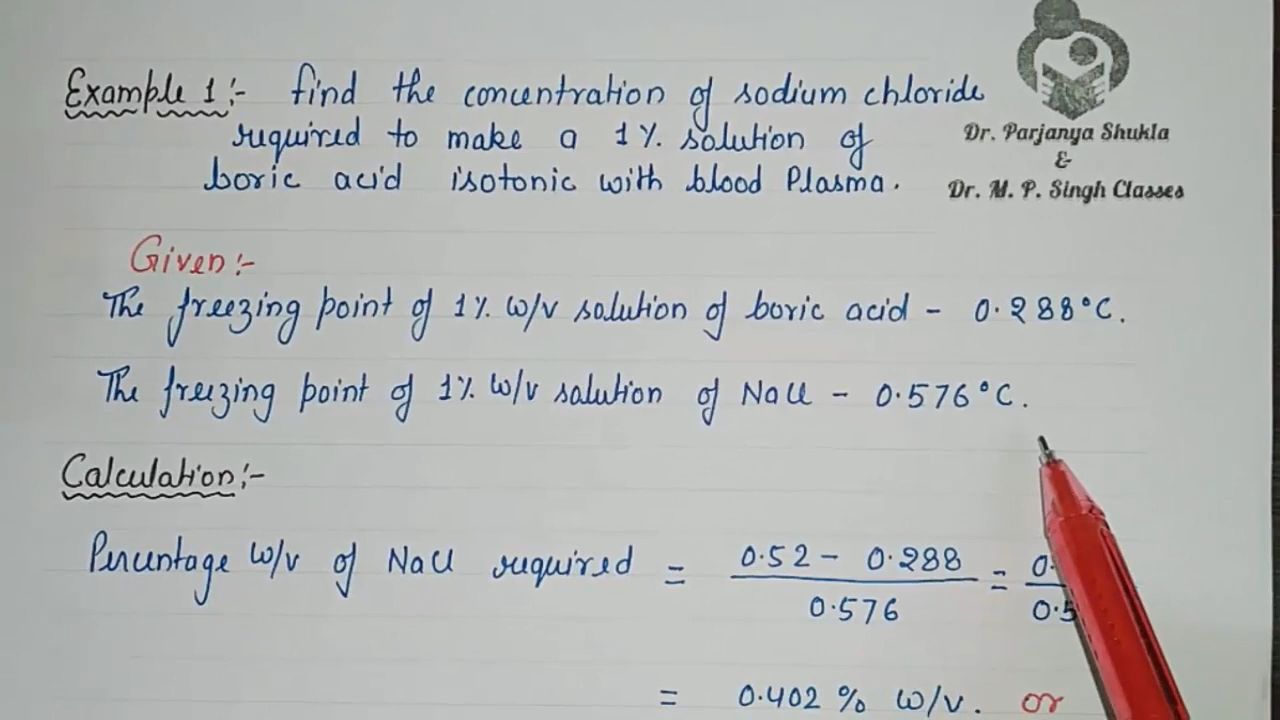 Example 1:- find the concentration of sodium chloride
required to make a 1% solution of
boric acid isotonic with blood Plasma.
Dr. Parjanya Shukla
&
Dr. M. P. Singh Classes
Given:-
The freezing point of 1% w/v solution of boric acid - 0.288°C.
The freezing point of 1% w/v solution of NaCl - 0.576°C.
Calculation:-
Percentage w/v of NaCl required = 0.52 - 0.288 / 0.576 =
= 0.402 % w/v. or